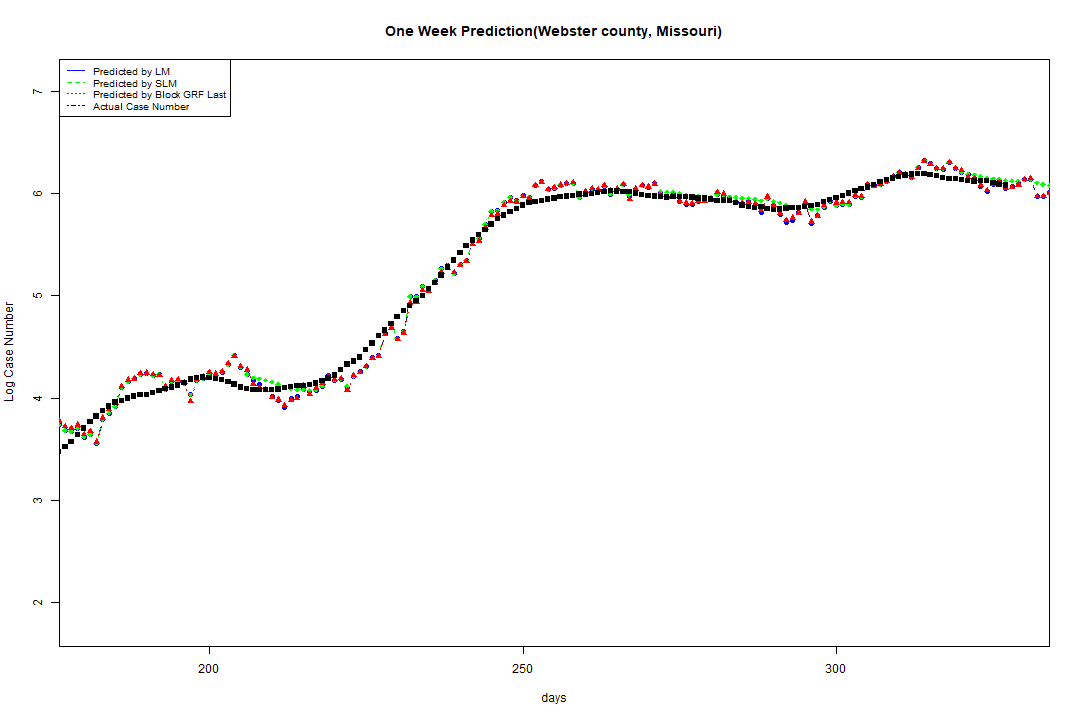 One Week Prediction(Webster county, Missouri)
Predicted by LM
Predicted by SLM
Predicted by Block GRF Last
Actual Case Number
7
6
5
4
3
2
Log Case Number
200
250
300
days